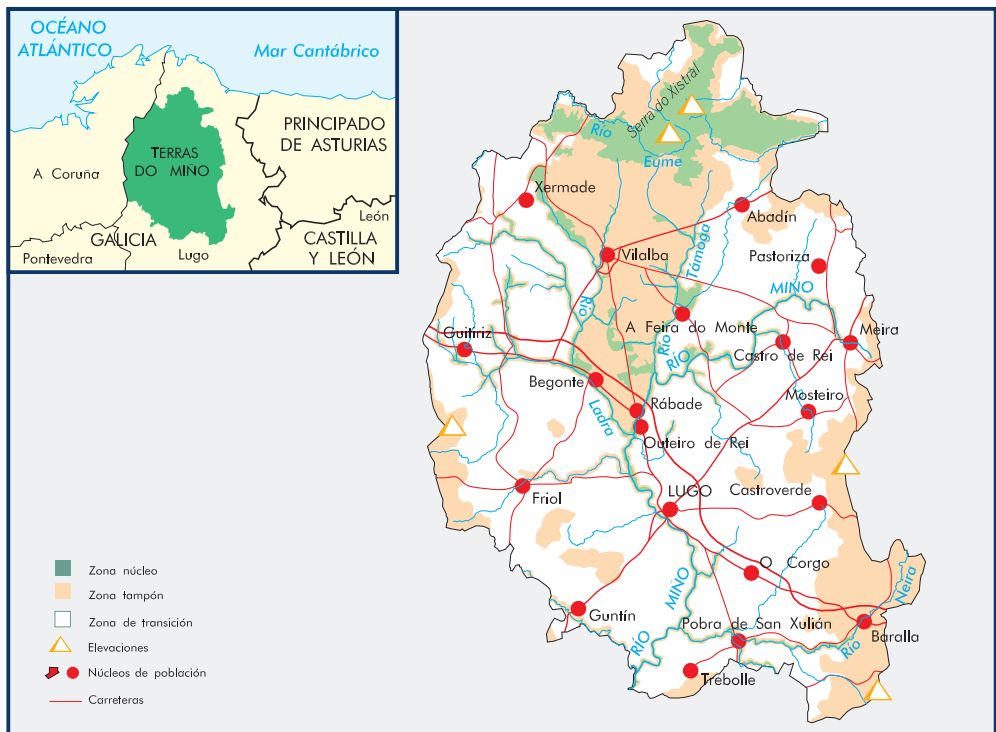 OCÉANO
ATLÁNTICO
Mar Cantábrico
PRINCIPADO
DE ASTURIAS
TERRAS
DO MIÑO
A Coruña
León
GALICIA
CASTILLA
Y LEÓN
Pontevedra
Lugo
Serra do Xistral
Río
Eume
Xermade
Abadín
Támoga
Vilalba
Pastoriza
MIÑO
Río
A Feira do Monte
Guitiriz
Río
RÍO
Castro de Rei
Meira
Begonte
Mosteiro
Ladra
Rábade
Outeiro de Rei
LUGO
Castroverde
Friol
O Corgo
Neira
MIÑO
Guntín
Pobra de San Xulián
Baralla
RÍO
Río
Trebolle
Zona núcleo
Zona tampón
Zona de transición
Elevaciones
Núcleos de población
Carreteras